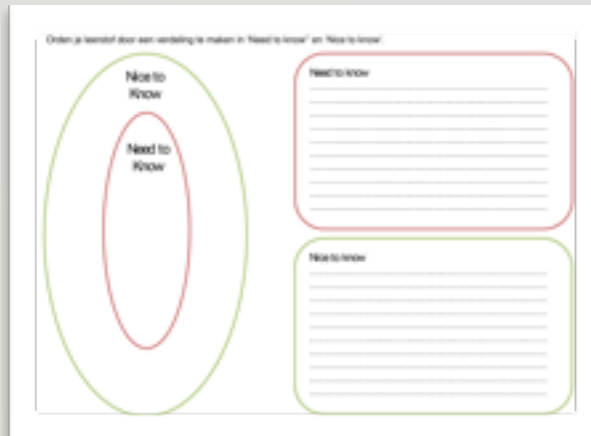 Orden je leerstof door een verdeling te maken in 'Need to know' en 'Nice to know'.
Nice to
Know
Need to
Know
Need to know
Nice to know